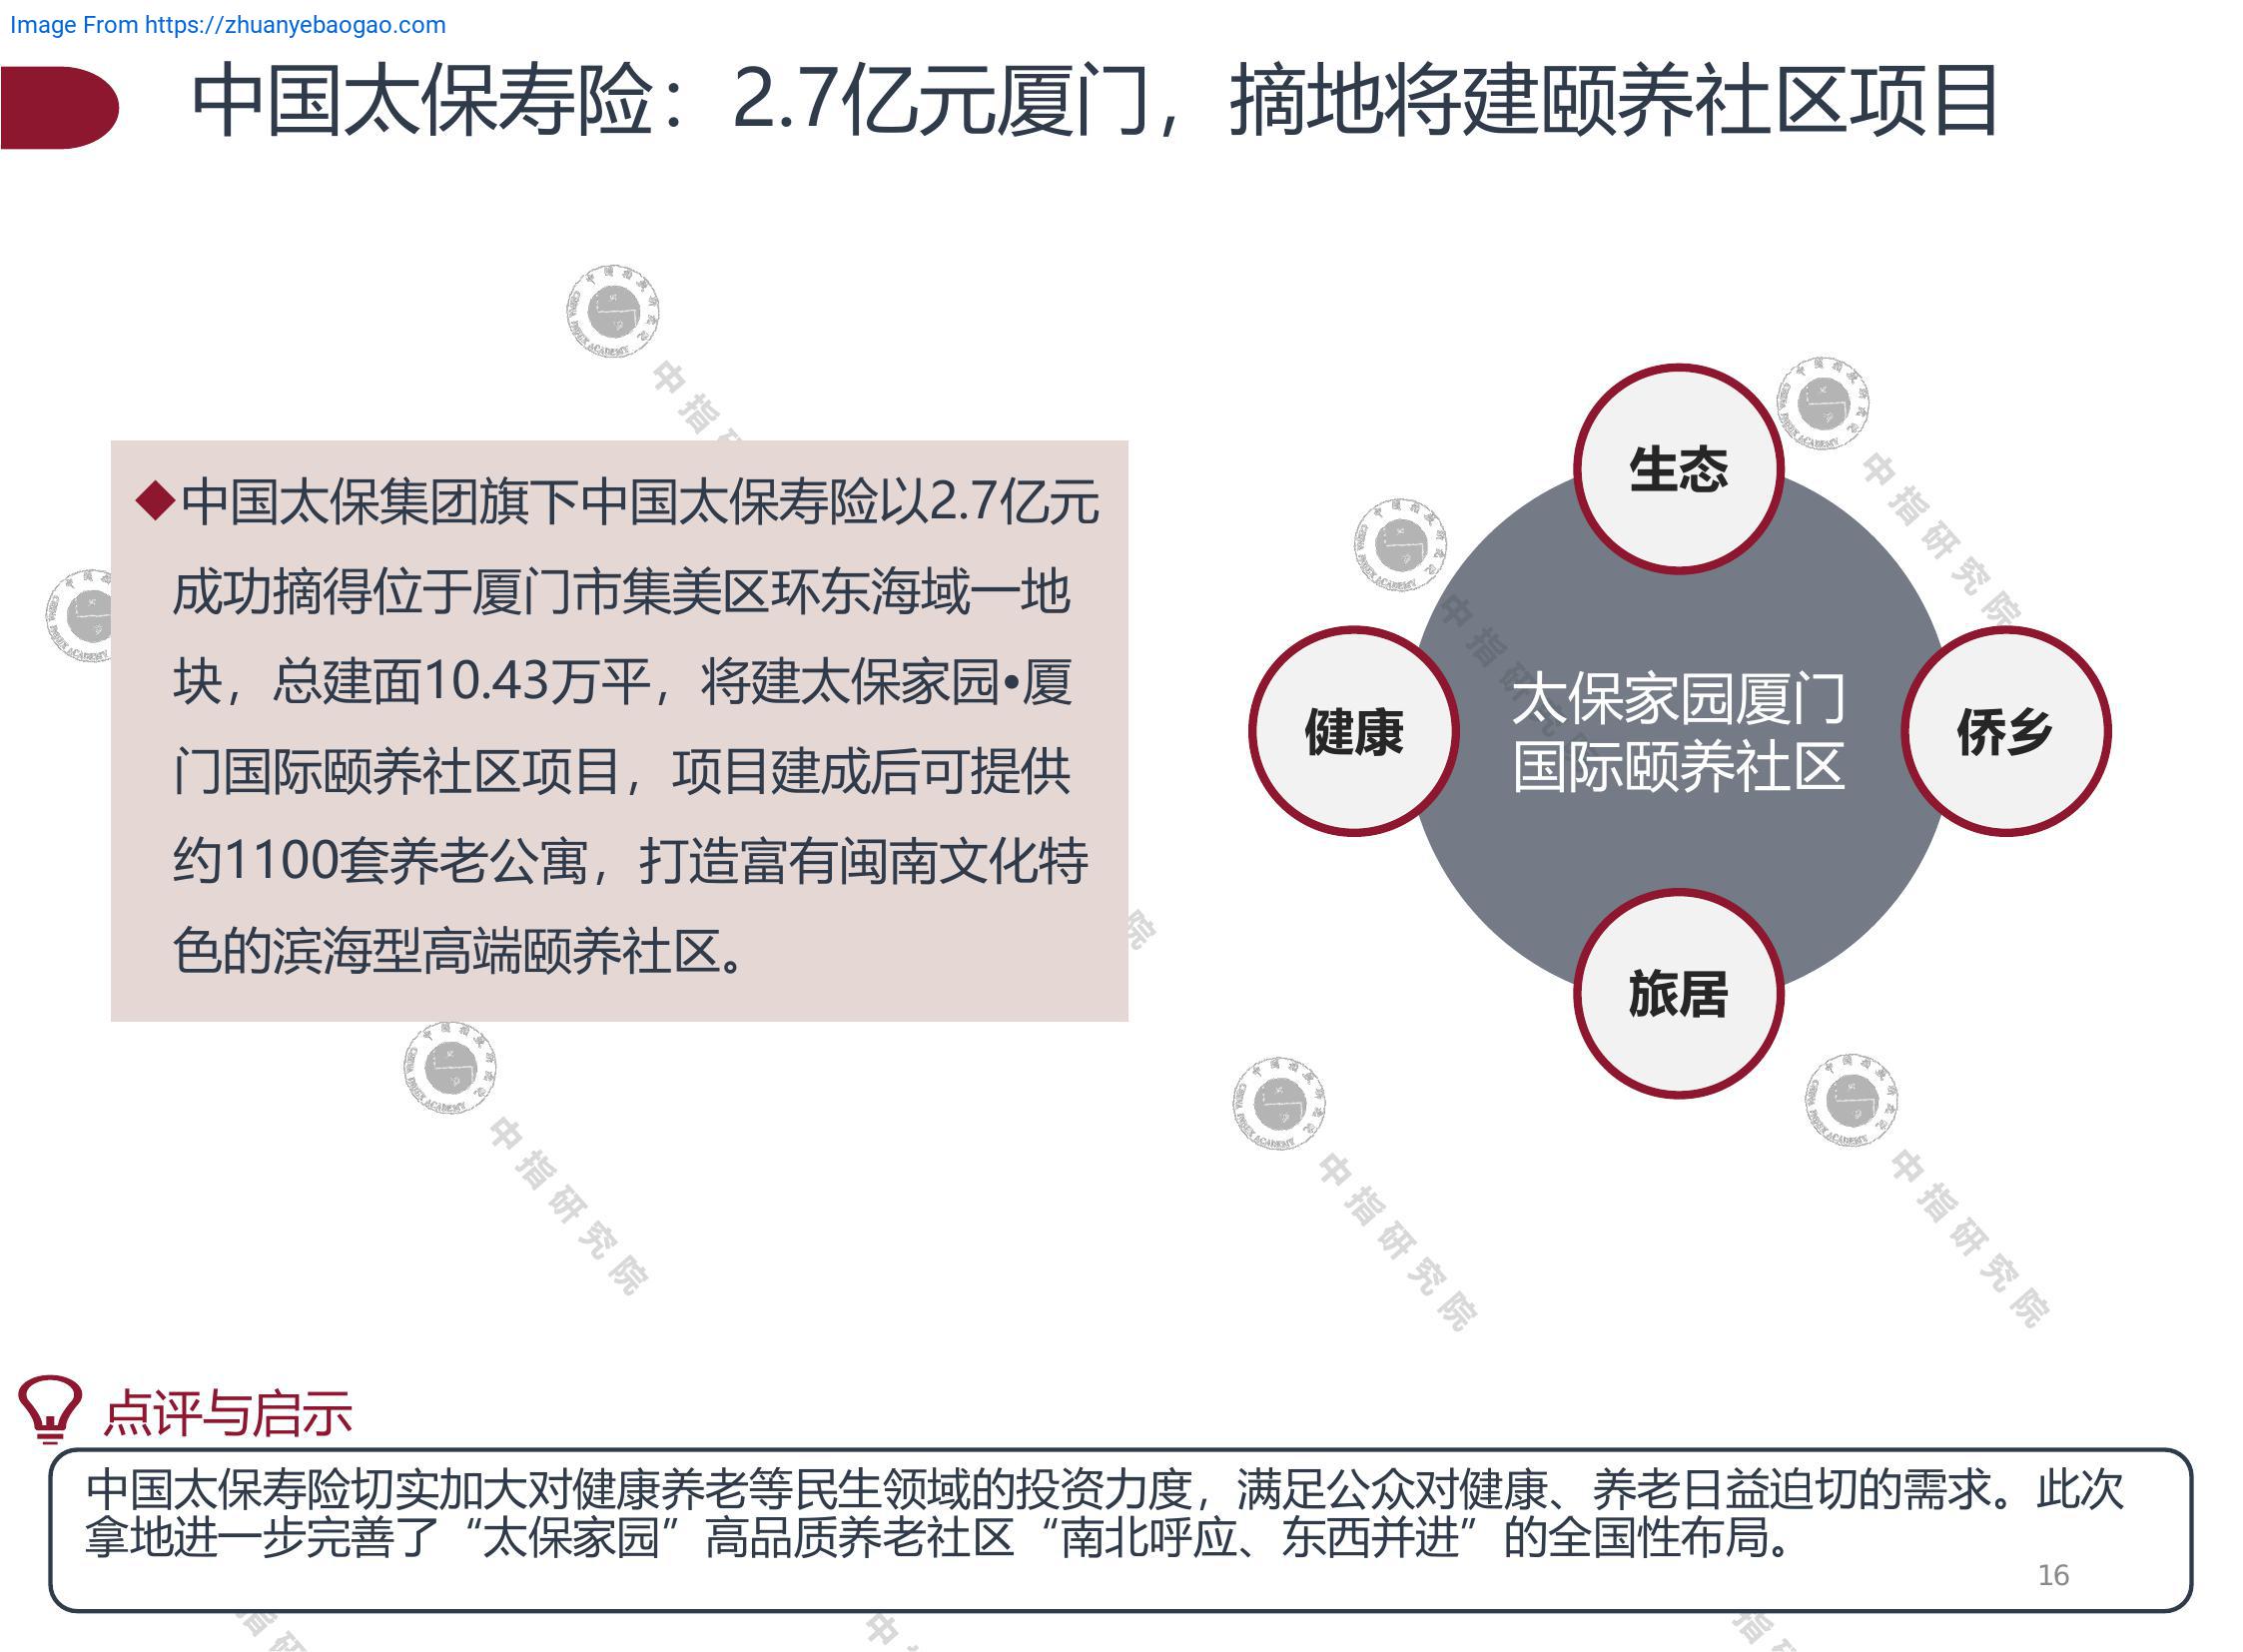 Image From https://zhuanyebaogao.com
中国太保寿险：2.7亿元厦门，摘地将建颐养社区项目
中国太保集团旗下中国太保寿险以2.7亿元
成功摘得位于厦门市集美区环东海域一地
块，总建面10.43万平，将建太保家园•厦
门国际颐养社区项目，项目建成后可提供
约1100套养老公寓，打造富有闽南文化特
色的滨海型高端颐养社区。
生态
健康
太保家园厦门
国际颐养社区
侨乡
旅居
中指研究院
中指研究院
中指研究院
中指研究院
点评与启示
中国太保寿险切实加大对健康养老等民生领域的投资力度，满足公众对健康、养老日益迫切的需求。此次
拿地进一步完善了“太保家园”高品质养老社区“南北呼应、东西并进”的全国性布局。
16